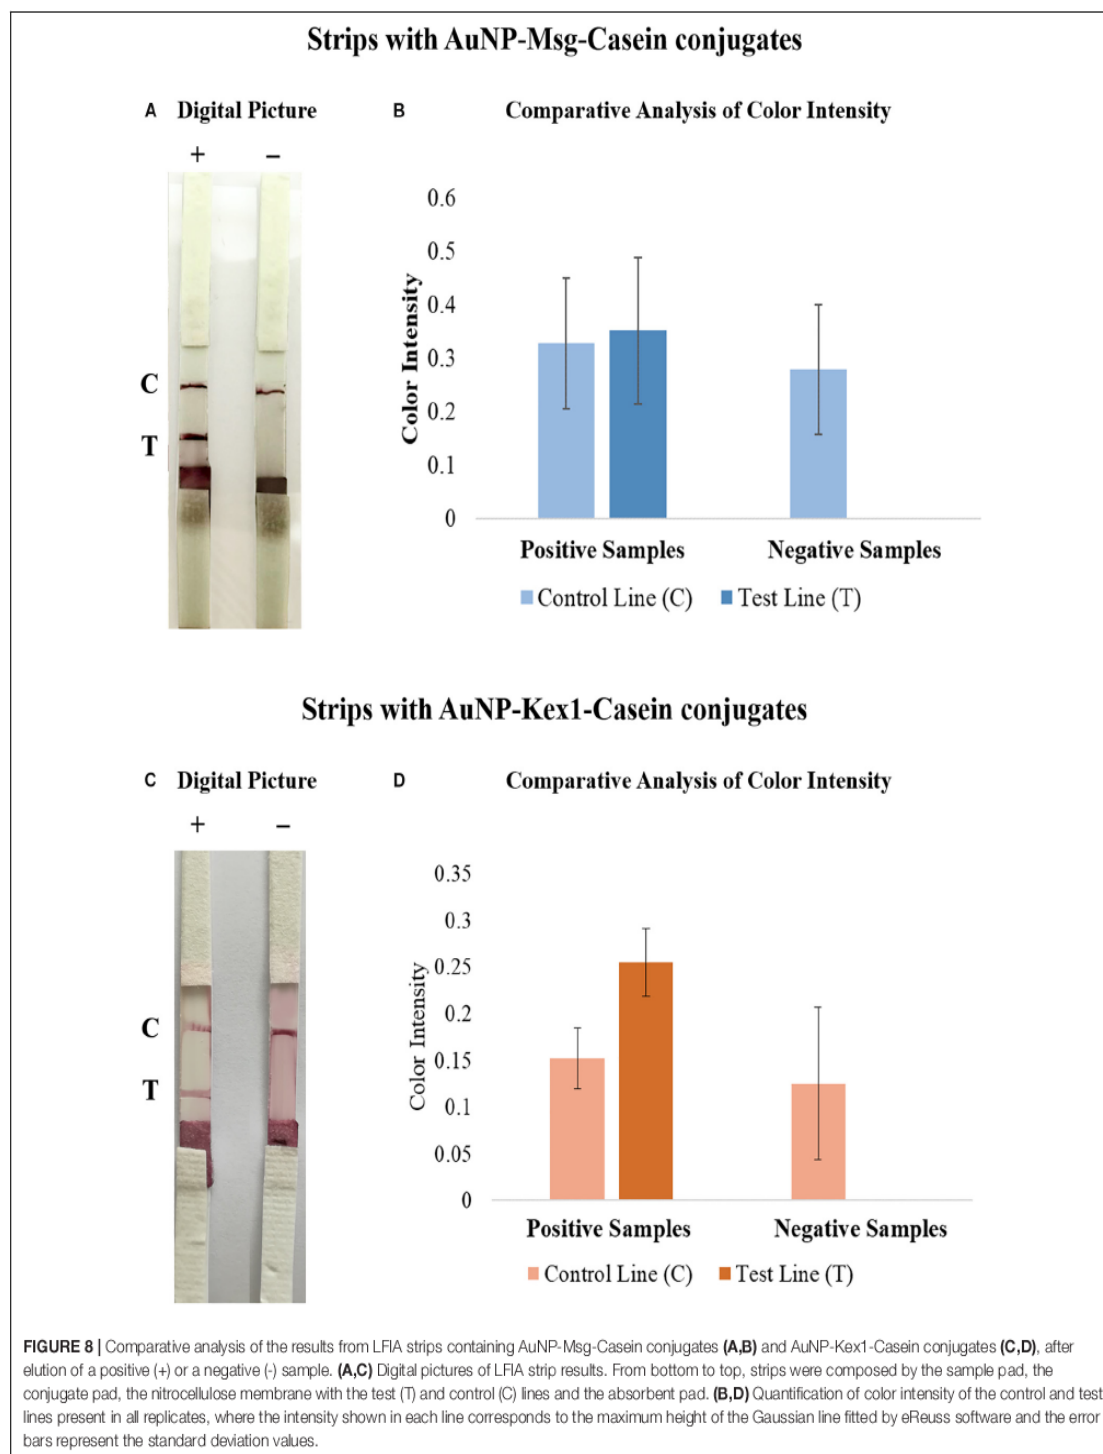 Strips with AuNP-Msg-Casein conjugates
A Digital Picture
+ –
C
T
B Comparative Analysis of Color Intensity
Color Intensity
0.6
0.5
0.4
0.3
0.2
0.1
0
Positive Samples Negative Samples
Control Line (C) Test Line (T)
Strips with AuNP-Kex1-Casein conjugates
C Digital Picture
+ –
C
T
D Comparative Analysis of Color Intensity
Color Intensity
0.35
0.3
0.25
0.2
0.15
0.1
0.05
0
Positive Samples Negative Samples
Control Line (C) Test Line (T)
FIGURE 8 | Comparative analysis of the results from LFIA strips containing AuNP-Msg-Casein conjugates (A,B) and AuNP-Kex1-Casein conjugates (C,D), after
elution of a positive (+) or a negative (-) sample. (A,C) Digital pictures of LFIA strip results. From bottom to top, strips were composed by the sample pad, the
conjugate pad, the nitrocellulose membrane with the test (T) and control (C) lines and the absorbent pad. (B,D) Quantification of color intensity of the control and test
lines present in all replicates, where the intensity shown in each line corresponds to the maximum height of the Gaussian line fitted by eReuss software and the error
bars represent the standard deviation values.